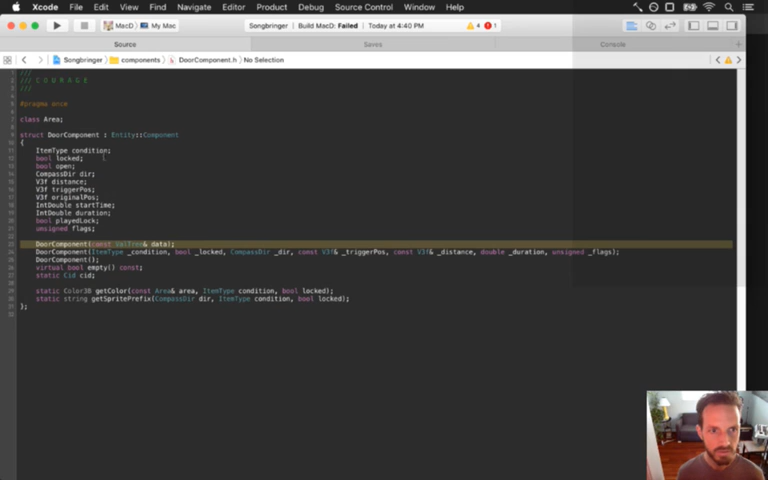 Xcode File Edit View Find Navigate Editor Product Debug Source Control Window Help
MacD My Mac Songbringer | Build MacD: Failed | Today at 4:40 PM 4 1
Source Saves Console
Songbringer components DoorComponent.h No Selection
///
/// C O U R A G E
///
#pragma once
class Area;
struct DoorComponent : Entity::Component
{
ItemType condition;
bool locked;
bool open;
CompassDir dir;
V3f distance;
V3f triggerPos;
V3f originalPos;
IntDouble startTime;
IntDouble duration;
bool playedLock;
unsigned flags;
DoorComponent(const ValTree& data);
DoorComponent(ItemType _condition, bool _locked, CompassDir _dir, const V3f& _triggerPos, const V3f& _distance, double _duration, unsigned _flags);
DoorComponent();
virtual bool empty() const;
static Cid cid;
static Color3B getColor(const Area& area, ItemType condition, bool locked);
static string getSpritePrefix(CompassDir dir, ItemType condition, bool locked);
};